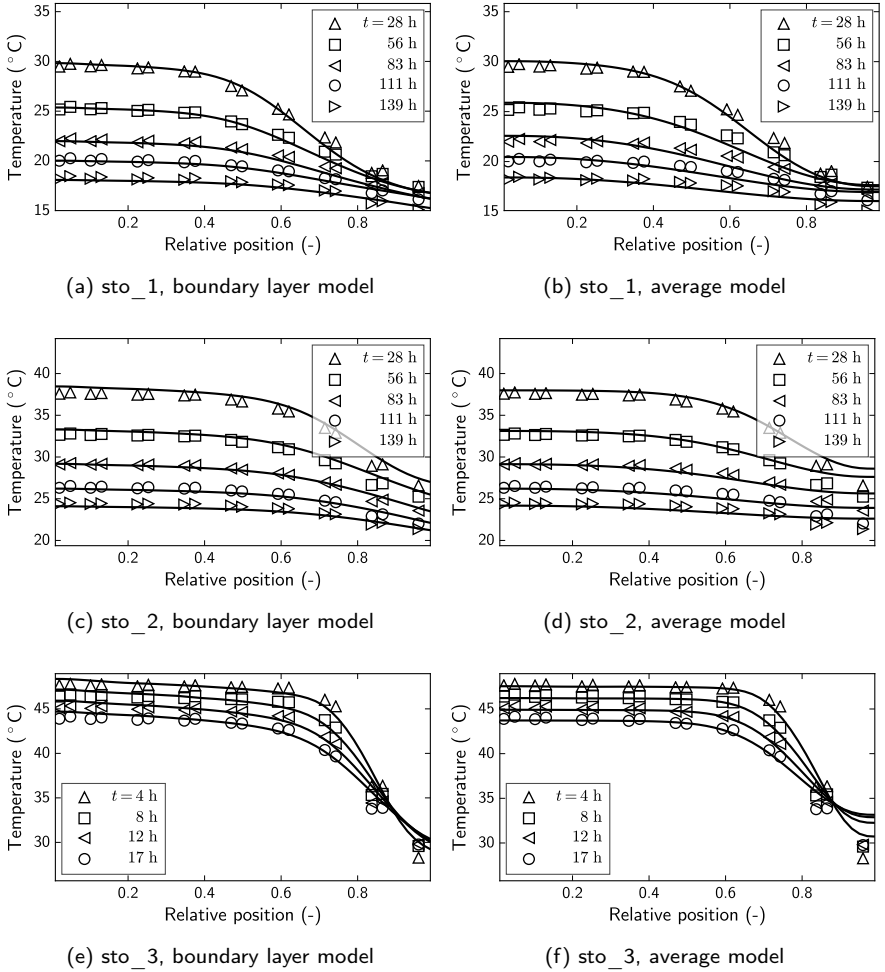 35
30
25
20
15
Temperature (°C)
t = 28 h
56 h
83 h
111 h
139 h
0.2 0.4 0.6 0.8
Relative position (-)
(a) sto_1, boundary layer model
35
30
25
20
15
Temperature (°C)
t = 28 h
56 h
83 h
111 h
139 h
0.2 0.4 0.6 0.8
Relative position (-)
(b) sto_1, average model
40
35
30
25
20
Temperature (°C)
t = 28 h
56 h
83 h
111 h
139 h
0.2 0.4 0.6 0.8
Relative position (-)
(c) sto_2, boundary layer model
40
35
30
25
20
Temperature (°C)
t = 28 h
56 h
83 h
111 h
139 h
0.2 0.4 0.6 0.8
Relative position (-)
(d) sto_2, average model
45
40
35
30
Temperature (°C)
t = 4 h
8 h
12 h
17 h
0.2 0.4 0.6 0.8
Relative position (-)
(e) sto_3, boundary layer model
45
40
35
30
Temperature (°C)
t = 4 h
8 h
12 h
17 h
0.2 0.4 0.6 0.8
Relative position (-)
(f) sto_3, average model